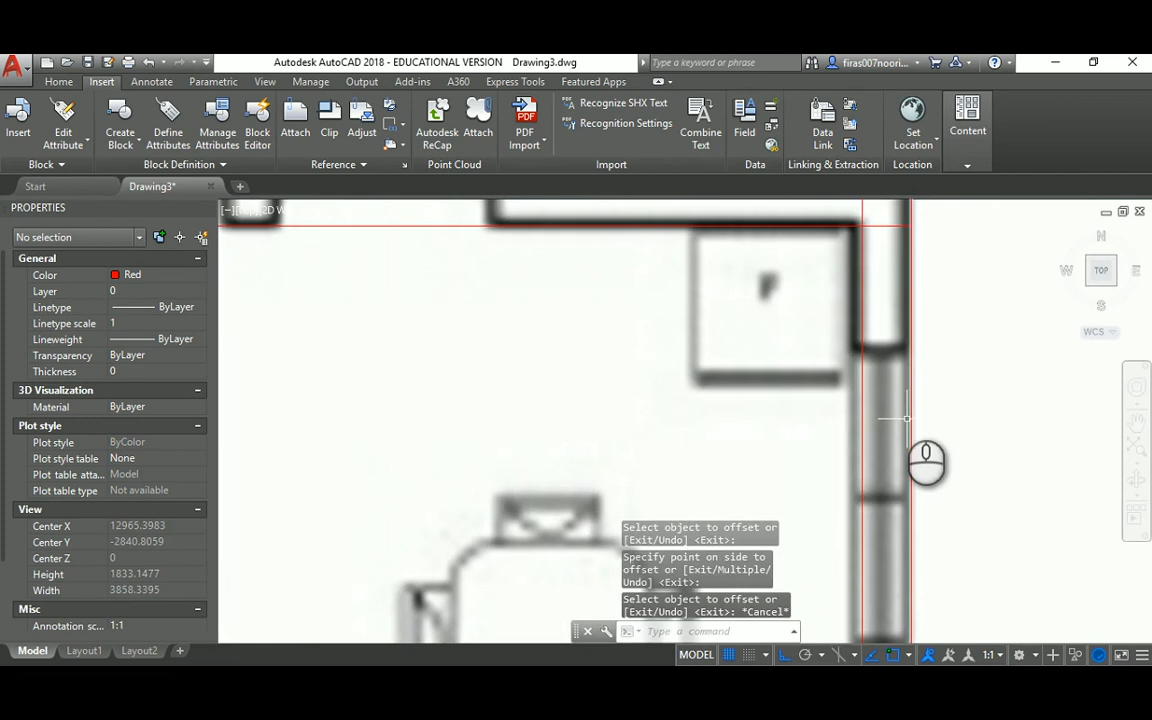 Autodesk AutoCAD 2018 - EDUCATIONAL VERSION Drawing3.dwg
Type a keyword or phrase
firas007noori...
Home Insert Annotate Parametric View Manage Output Add-ins A360 Express Tools Featured Apps
Insert
Edit
Attribute
Create
Block
Define
Attributes
Manage
Attributes
Block
Editor
Attach
Clip
Adjust
Autodesk
ReCap
Attach
PDF
Import
Recognize SHX Text
Recognition Settings
Combine
Text
Field
Data
Link
Set
Location
Content
Block
Block Definition
Reference
Point Cloud
Import
Data
Linking & Extraction
Location
Start
Drawing3*
PROPERTIES
No selection
General
Color Red
Layer 0
Linetype ByLayer
Linetype scale 1
Lineweight ByLayer
Transparency ByLayer
Thickness 0
3D Visualization
Material ByLayer
Plot style
Plot style ByColor
Plot style table None
Plot table atta... Model
Plot table type Not available
View
Center X 12965.3983
Center Y -2840.8059
Center Z 0
Height 1833.1477
Width 3858.3395
Misc
Annotation sc... 1:1
F
N
W
TOP
E
S
WCS
Select object to offset or
[Exit/Undo] <Exit>:
Specify point on side to
offset or [Exit/Multiple/
Undo] <Exit>:
Select object to offset or
[Exit/Undo] <Exit>: *Cancel*
Type a command
Model Layout1 Layout2 +
MODEL
1:1